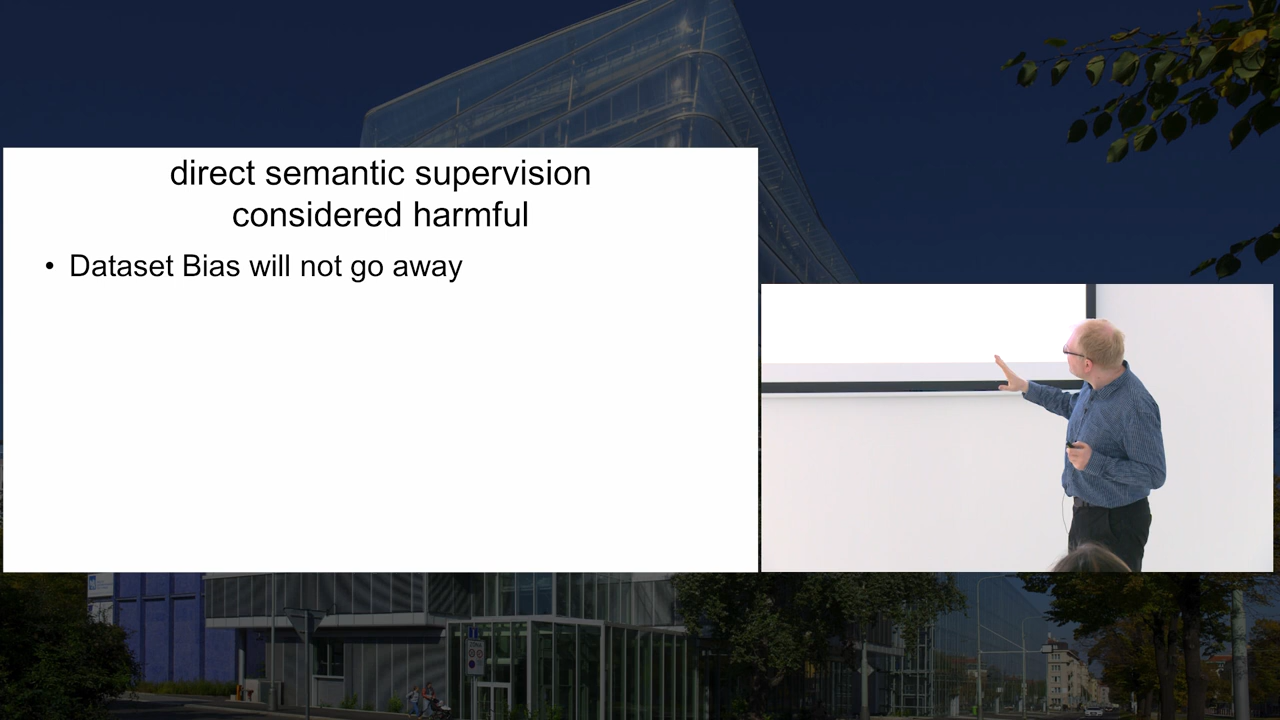 direct semantic supervision
considered harmful
• Dataset Bias will not go away